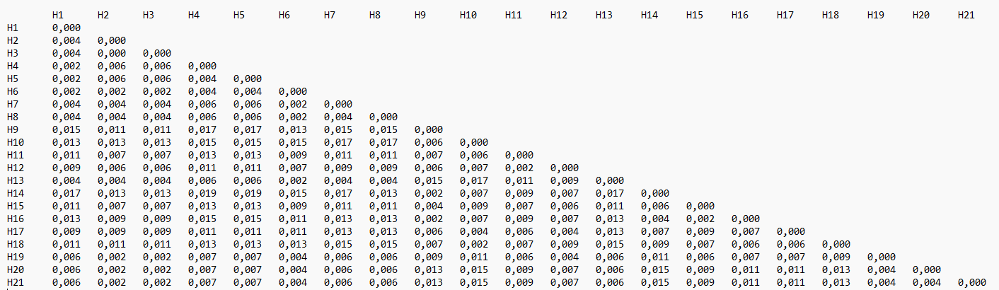 H1 H2 H3 H4 H5 H6 H7 H8 H9 H10 H11 H12 H13 H14 H15 H16 H17 H18 H19 H20 H21
H1 0,000
H2 0,004 0,000
H3 0,004 0,000 0,000
H4 0,002 0,006 0,006 0,000
H5 0,002 0,006 0,006 0,004 0,000
H6 0,002 0,002 0,002 0,004 0,004 0,000
H7 0,004 0,004 0,004 0,006 0,006 0,002 0,000
H8 0,004 0,004 0,004 0,006 0,006 0,002 0,004 0,000
H9 0,015 0,011 0,011 0,017 0,017 0,013 0,015 0,015 0,000
H10 0,013 0,013 0,013 0,015 0,015 0,015 0,017 0,017 0,006 0,000
H11 0,011 0,007 0,007 0,013 0,013 0,009 0,011 0,011 0,007 0,006 0,000
H12 0,009 0,006 0,006 0,011 0,011 0,007 0,009 0,009 0,006 0,007 0,002 0,000
H13 0,004 0,004 0,004 0,006 0,006 0,002 0,004 0,004 0,015 0,017 0,011 0,009 0,000
H14 0,017 0,013 0,013 0,019 0,019 0,015 0,017 0,013 0,002 0,007 0,009 0,007 0,017 0,000
H15 0,011 0,007 0,007 0,013 0,013 0,009 0,011 0,011 0,004 0,009 0,007 0,006 0,011 0,006 0,000
H16 0,013 0,009 0,009 0,015 0,015 0,011 0,013 0,013 0,002 0,007 0,009 0,007 0,013 0,004 0,002 0,000
H17 0,009 0,009 0,009 0,011 0,011 0,011 0,013 0,013 0,006 0,004 0,006 0,004 0,013 0,007 0,009 0,007 0,000
H18 0,011 0,011 0,011 0,013 0,013 0,013 0,015 0,015 0,007 0,002 0,007 0,009 0,015 0,009 0,007 0,006 0,006 0,000
H19 0,006 0,002 0,002 0,007 0,007 0,004 0,006 0,006 0,009 0,011 0,006 0,004 0,006 0,011 0,006 0,007 0,007 0,009 0,000
H20 0,006 0,002 0,002 0,007 0,007 0,004 0,006 0,006 0,013 0,015 0,009 0,007 0,006 0,015 0,009 0,011 0,011 0,013 0,004 0,000
H21 0,006 0,002 0,002 0,007 0,007 0,004 0,006 0,006 0,013 0,015 0,009 0,007 0,006 0,015 0,009 0,011 0,011 0,013 0,004 0,004 0,000